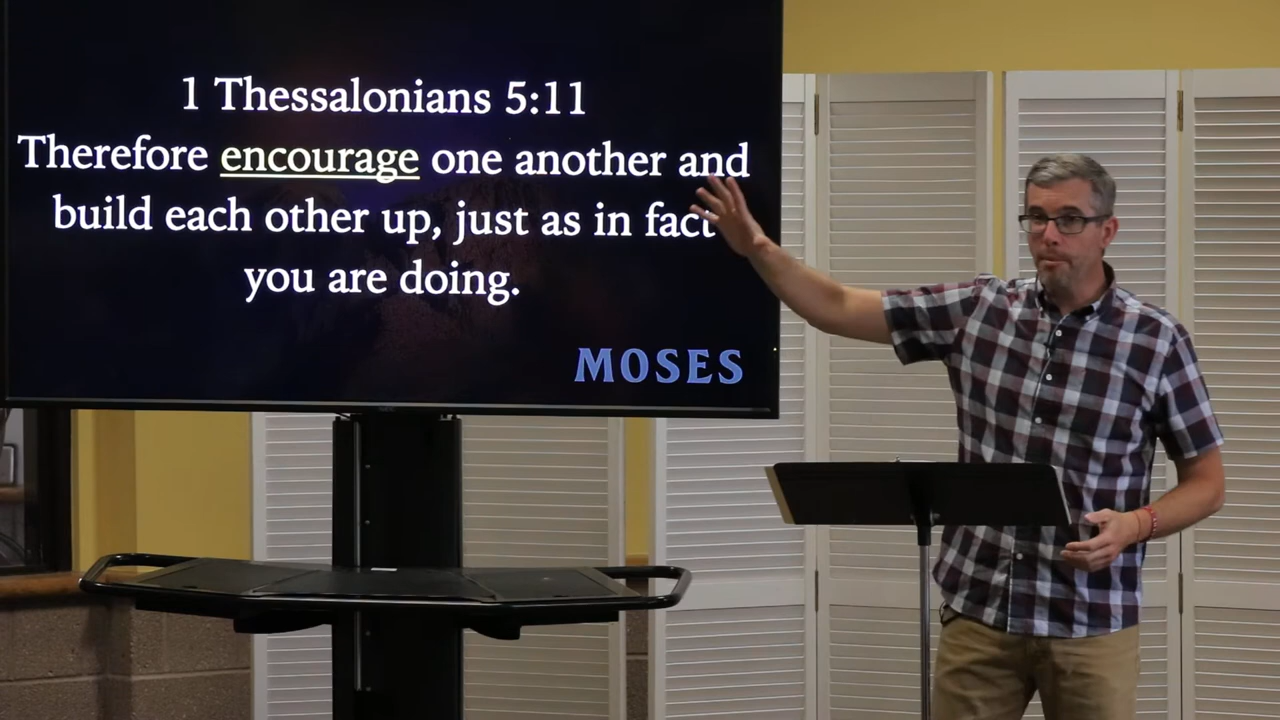 1 Thessalonians 5:11
Therefore encourage one another and
build each other up, just as in fact
you are doing.
MOSES